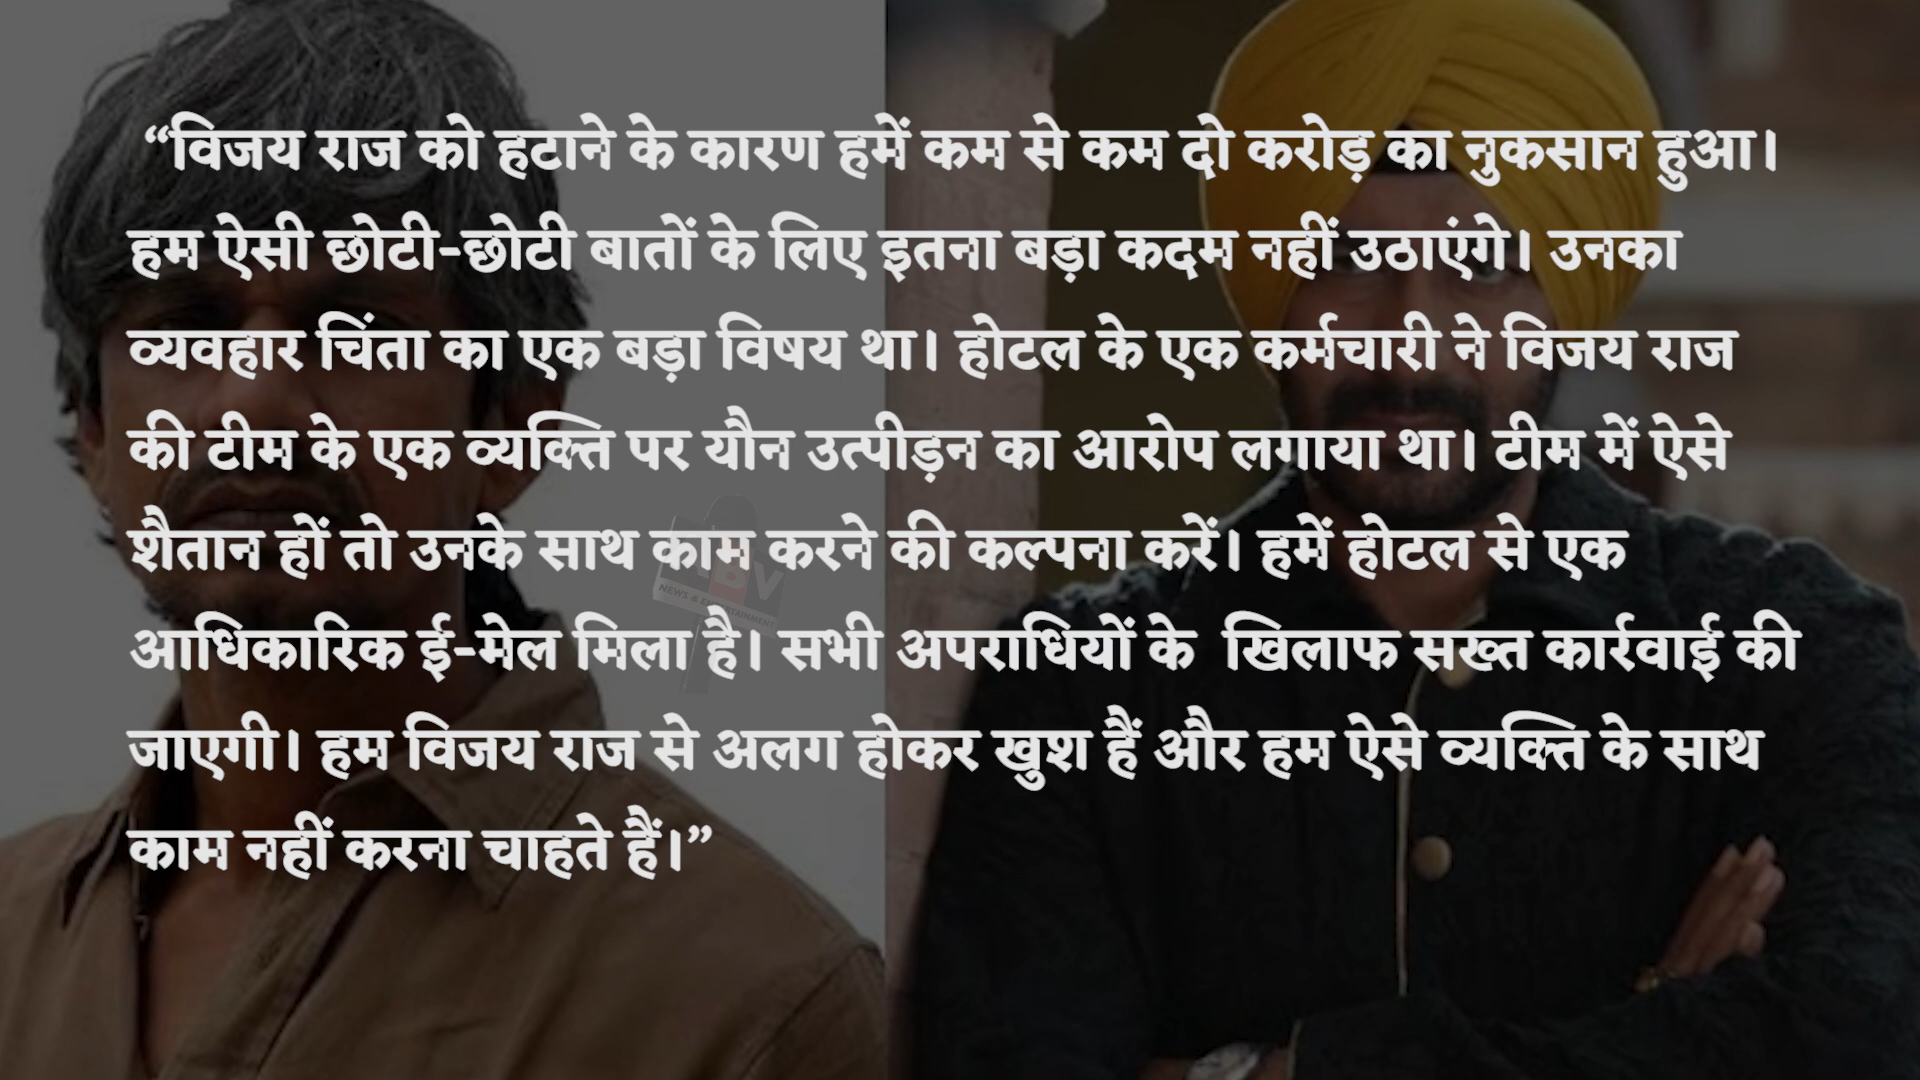 “विजय राज को हटाने के कारण हमें कम से कम दो करोड़ का नुकसान हुआ।
हम ऐसी छोटी-छोटी बातों के लिए इतना बड़ा कदम नहीं उठाएंगे। उनका
व्यवहार चिंता का एक बड़ा विषय था। होटल के एक कर्मचारी ने विजय राज
की टीम के एक व्यक्ति पर यौन उत्पीड़न का आरोप लगाया था। टीम में ऐसे
शैतान हों तो उनके साथ काम करने की कल्पना करें। हमें होटल से एक
NEWS & ENTERTAINMENT
आधिकारिक ई-मेल मिला है। सभी अपराधियों के खिलाफ सख्त कार्रवाई की
जाएगी। हम विजय राज से अलग होकर खुश हैं और हम ऐसे व्यक्ति के साथ
काम नहीं करना चाहते हैं।”